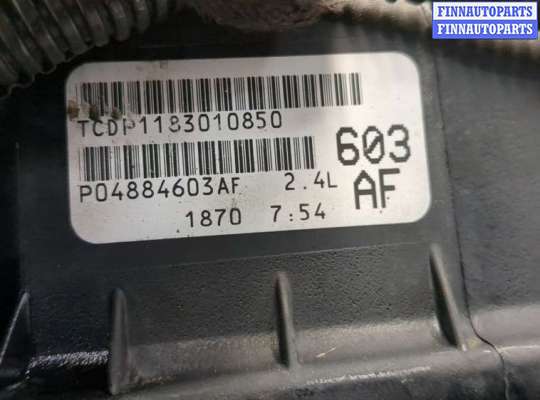 FINNAUTOPARTS
FINNAUTOPARTS
TCDP1183010850
P04884603AF 2.4L
603
AF
1870 7:54